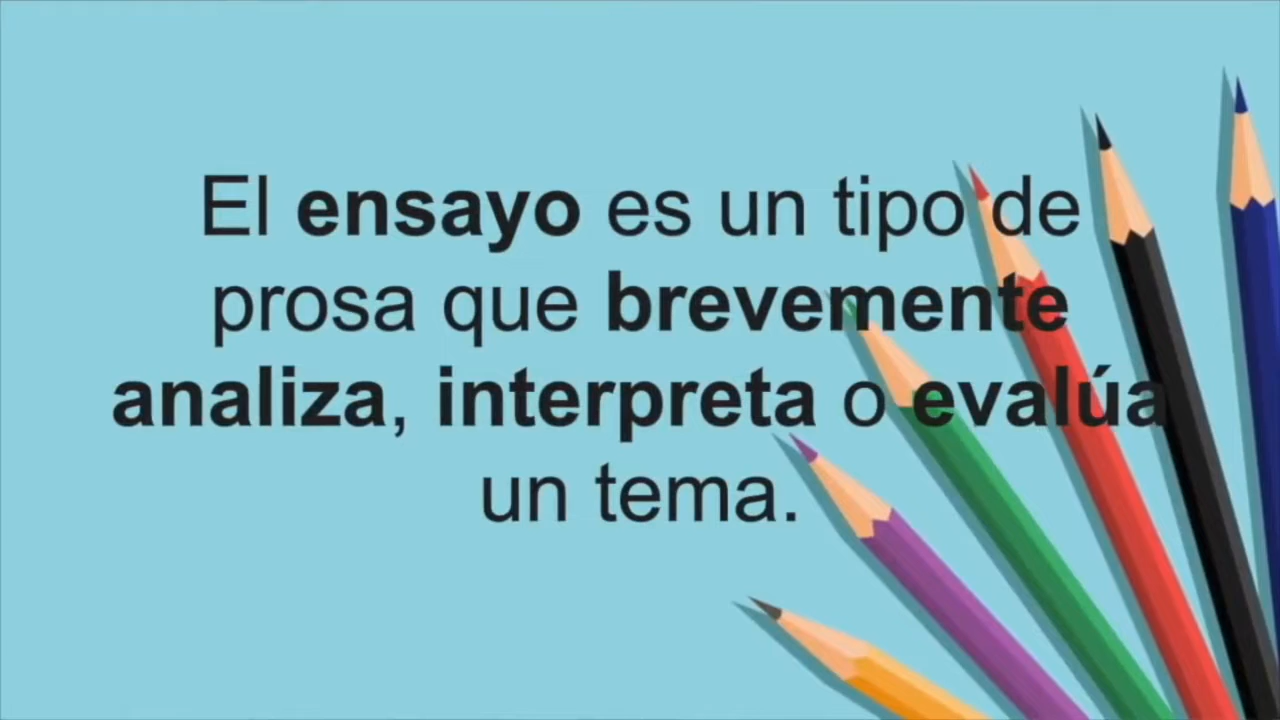 El ensayo es un tipo de
prosa que brevemente
analiza, interpreta o evalúa
un tema.